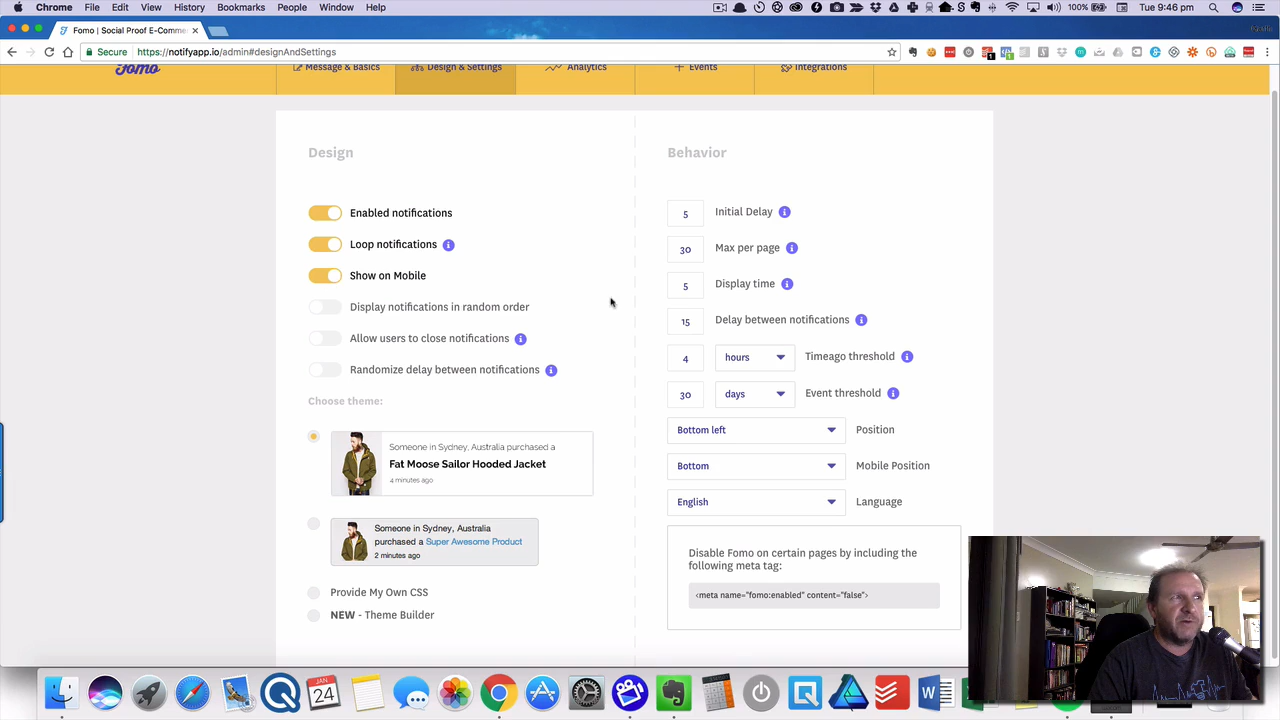 Chrome File Edit View History Bookmarks People Window Help
100% Tue 9:46 pm
Fomo | Social Proof E-Comme
Secure https://notifyapp.io/admin#designAndSettings
Fomo Message & Basics Design & Settings Analytics Events Integrations
Design
Enabled notifications
Loop notifications
Show on Mobile
Display notifications in random order
Allow users to close notifications
Randomize delay between notifications
Choose theme:
Someone in Sydney, Australia purchased a
Fat Moose Sailor Hooded Jacket
4 minutes ago
Someone in Sydney, Australia
purchased a Super Awesome Product
2 minutes ago
Provide My Own CSS
NEW - Theme Builder
Behavior
5 Initial Delay
30 Max per page
5 Display time
15 Delay between notifications
4 hours Timeago threshold
30 days Event threshold
Bottom left Position
Bottom Mobile Position
English Language
Disable Fomo on certain pages by including the
following meta tag:
<meta name="fomo:enabled" content="false">
JAN
24